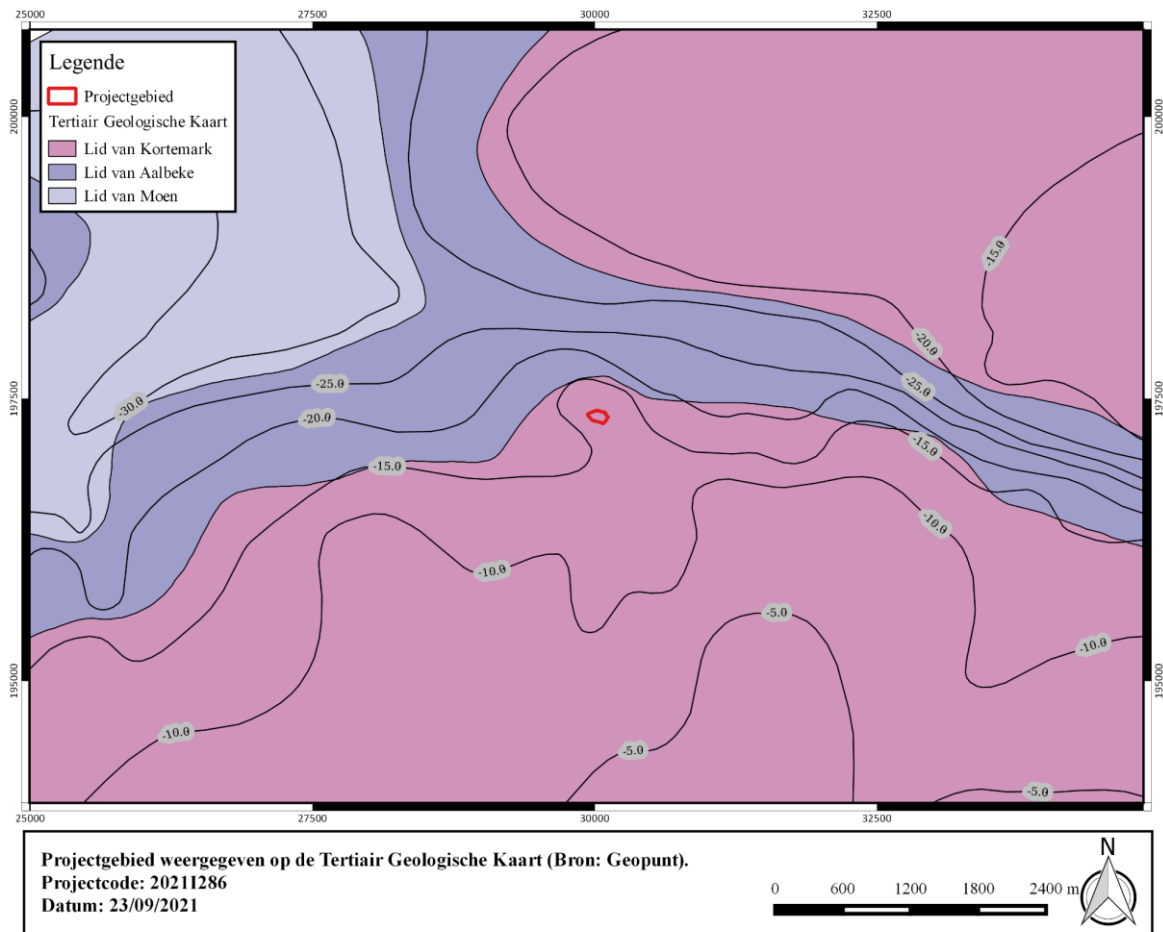 25000 27500 30000 32500
Legende
Projectgebied
Tertiair Geologische Kaart
Lid van Kortemark
Lid van Aalbeke
Lid van Moen
200000
200000
-15.0
-20.0
-25.0
-25.0
-30.0
197500
197500
-20.0
-15.0
-15.0
-10.0
-10.0
-5.0
-10.0
195000
195000
-10.0
-5.0
-5.0
25000 27500 30000 32500
Projectgebied weergegeven op de Tertiair Geologische Kaart (Bron: Geopunt).
Projectcode: 2021I286
Datum: 23/09/2021
0 600 1200 1800 2400 m
N